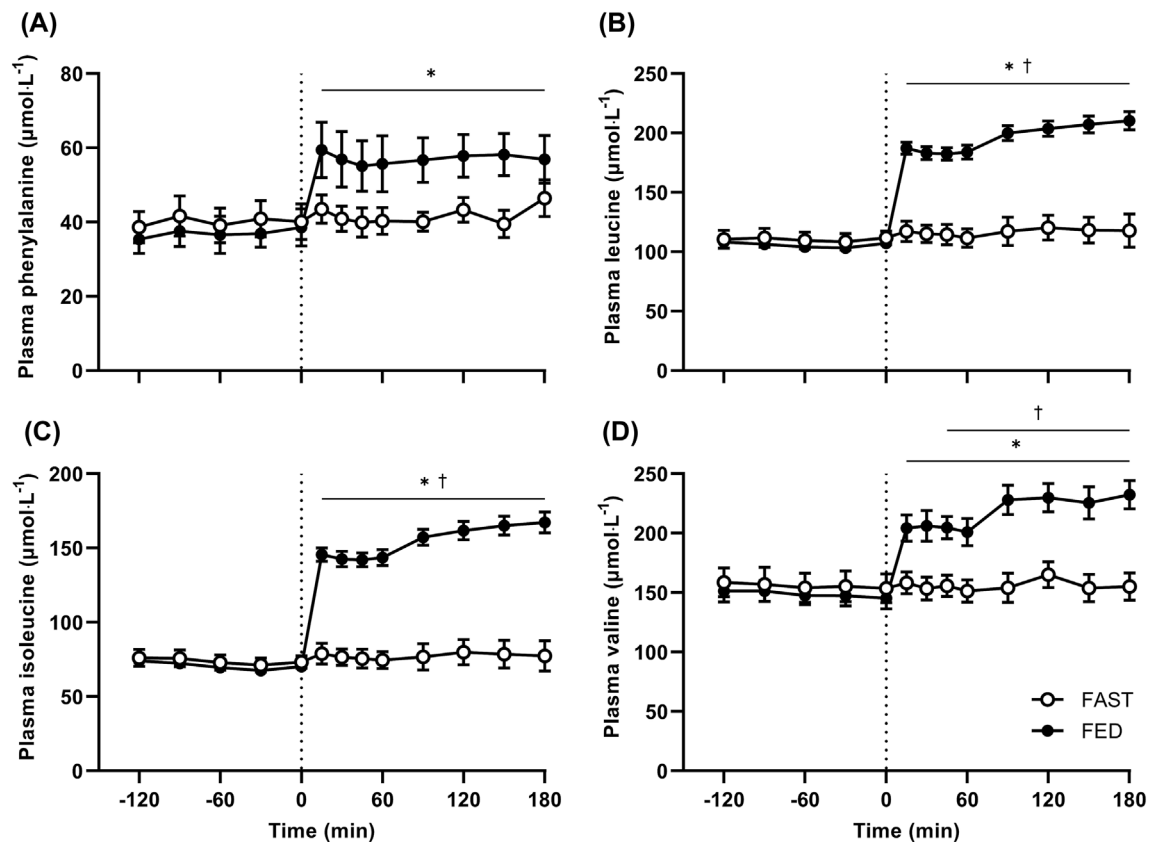 (A)
Plasma phenylalanine (µmol·L⁻¹)
80
60
40
20
0
*
(B)
Plasma leucine (µmol·L⁻¹)
250
200
150
100
50
0
* †
(C)
Plasma isoleucine (µmol·L⁻¹)
200
150
100
50
0
* †
-120 -60 0 60 120 180
Time (min)
(D)
Plasma valine (µmol·L⁻¹)
250
200
150
100
50
0
†
*
FAST
FED
-120 -60 0 60 120 180
Time (min)